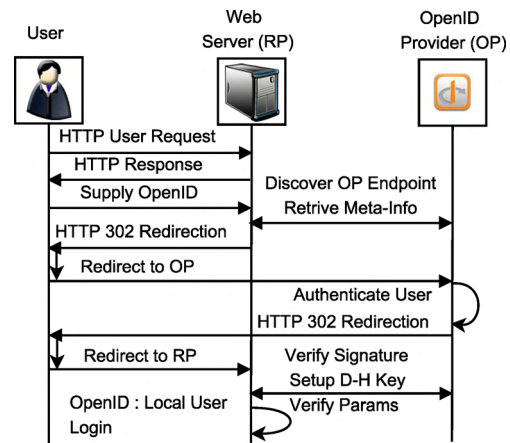 User
Web
Server (RP)
OpenID
Provider (OP)
HTTP User Request
HTTP Response
Supply OpenID
Discover OP Endpoint
Retrive Meta-Info
HTTP 302 Redirection
Redirect to OP
Authenticate User
HTTP 302 Redirection
Redirect to RP
Verify Signature
Setup D-H Key
Verify Params
OpenID : Local User
Login